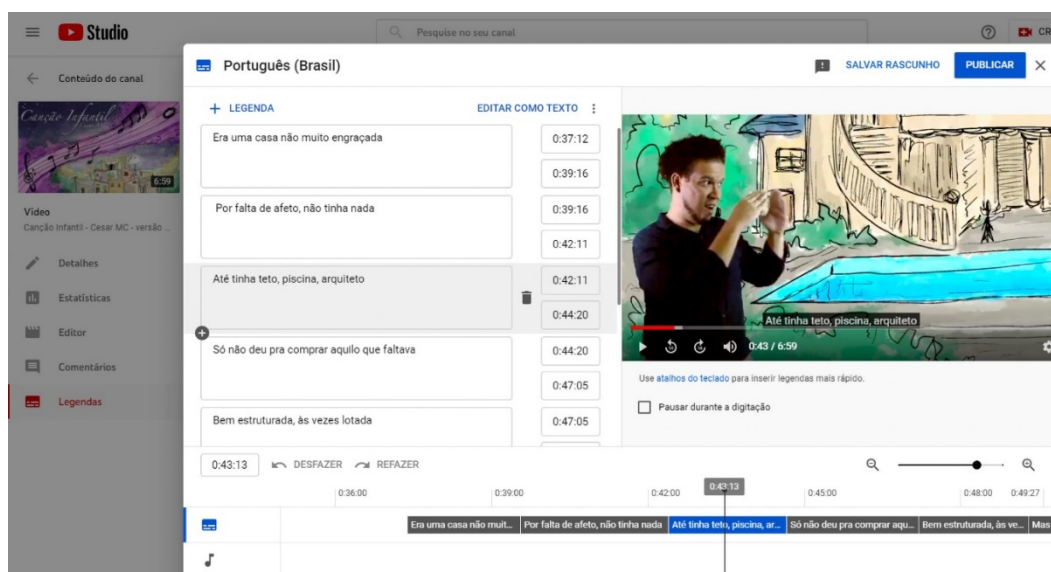 Studio
Pesquise no seu canal
CR
Conteúdo do canal
Canção Infantil
6:59
Vídeo
Canção Infantil - Cesar MC - versão ...
Detalhes
Estatísticas
Editor
Comentários
Legendas
Português (Brasil)
SALVAR RASCUNHO
PUBLICAR
+ LEGENDA
EDITAR COMO TEXTO
Era uma casa não muito engraçada
0:37:12
0:39:16
Por falta de afeto, não tinha nada
0:39:16
0:42:11
Até tinha teto, piscina, arquiteto
0:42:11
0:44:20
Só não deu pra comprar aquilo que faltava
0:44:20
0:47:05
Bem estruturada, às vezes lotada
0:47:05
Até tinha teto, piscina, arquiteto
0:43 / 6:59
Use atalhos do teclado para inserir legendas mais rápido.
Pausar durante a digitação
0:43:13
DESFAZER
REFAZER
0:36:00
0:39:00
0:42:00
0:43:13
0:45:00
0:48:00
0:49:27
Era uma casa não muit...
Por falta de afeto, não tinha nada
Até tinha teto, piscina, ar...
Só não deu pra comprar aqu...
Bem estruturada, às ve...
Mas